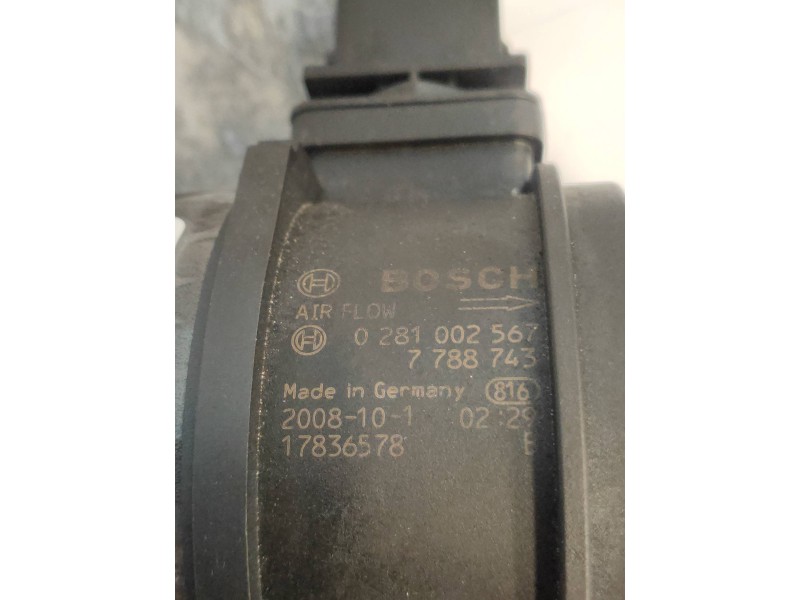 BOSCH
AIR FLOW
0 281 002 567
7 788 743
Made in Germany 816
2008-10-1 02:29
17836578 E